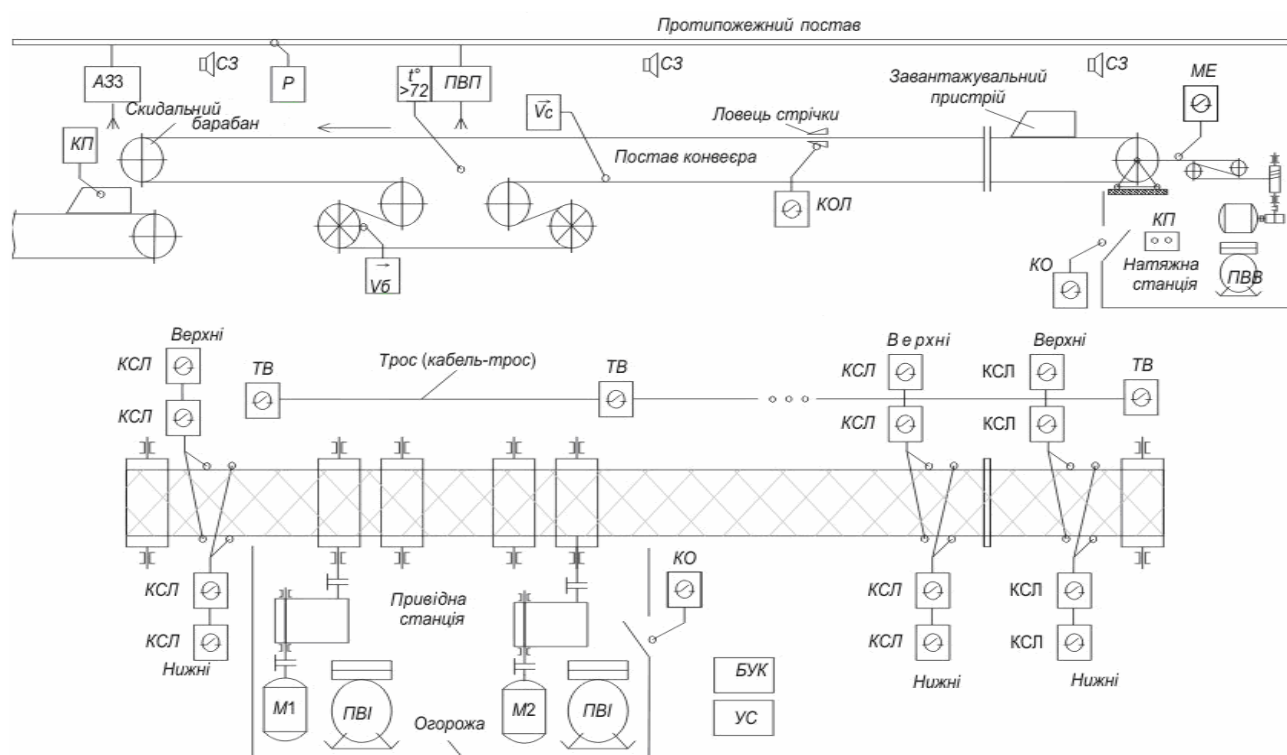 Протипожежний постав
СЗ
СЗ
СЗ
АЗЗ
Р
t°
>72
ПВП
Завантажувальний
пристрій
МЕ
Скидальний
барабан
Vс
Ловець стрічки
КП
Постав конвеєра
КОЛ
КП
КО
Натяжна
станція
ПВВ
Vб
Верхні
КСЛ
ТВ
Трос (кабель-трос)
ТВ
Верхні
КСЛ
Верхні
КСЛ
ТВ
КСЛ
КСЛ
КСЛ
КСЛ
КСЛ
Нижні
Привідна
станція
КО
КСЛ
КСЛ
Нижні
КСЛ
КСЛ
Нижні
М1
ПВІ
М2
ПВІ
Огорожа
БУК
УС